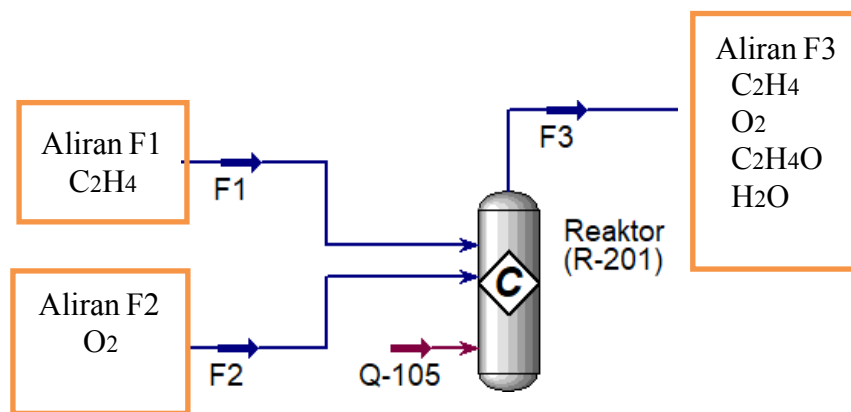 Aliran F1
C2H4
F1
Aliran F2
O2
F2
Q-105
C
Reaktor
(R-201)
F3
Aliran F3
C2H4
O2
C2H4O
H2O